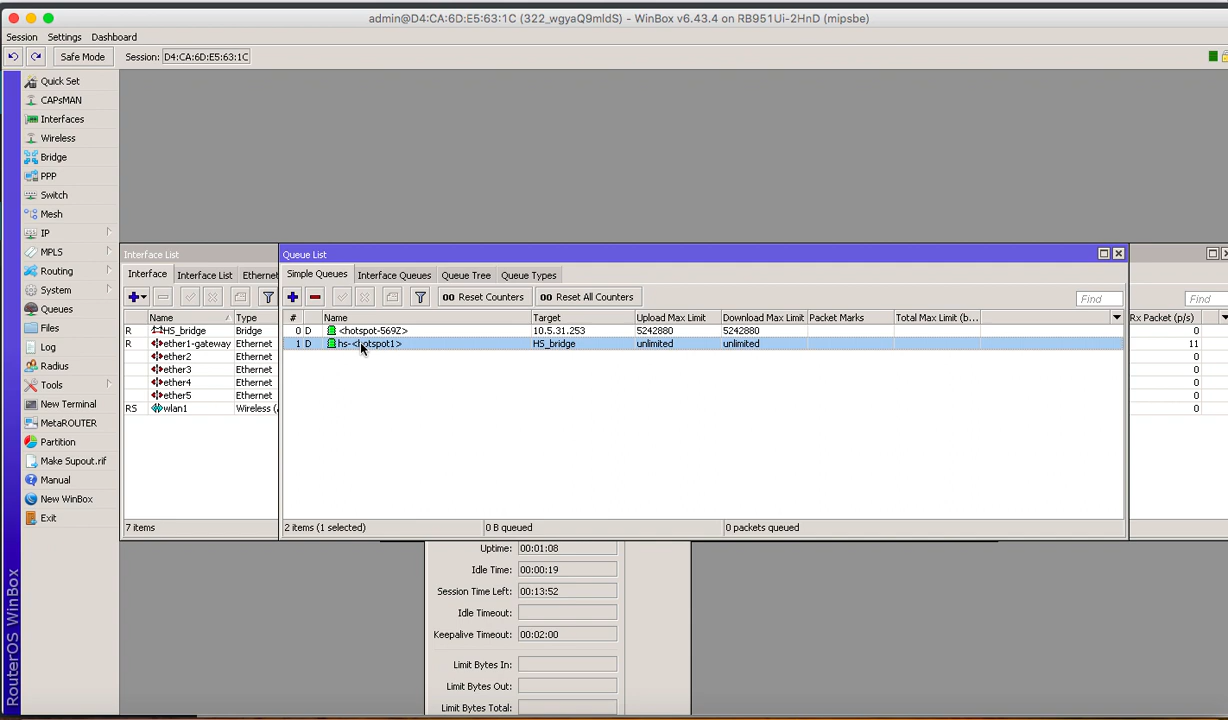 admin@D4:CA:6D:E5:63:1C (322_wgyaQ9mldS) - WinBox v6.43.4 on RB951Ui-2HnD (mipsbe)
Session Settings Dashboard
Safe Mode Session: D4:CA:6D:E5:63:1C
Quick Set
CAPsMAN
Interfaces
Wireless
Bridge
PPP
Switch
Mesh
IP
MPLS
Routing
System
Queues
Files
Log
Radius
Tools
New Terminal
MetaROUTER
Partition
Make Supout.rif
Manual
New WinBox
Exit
RouterOS WinBox
Interface List
Interface Interface List Ethernet
Name Type
R HS_bridge Bridge
R ether1-gateway Ethernet
ether2 Ethernet
ether3 Ethernet
ether4 Ethernet
ether5 Ethernet
RS wlan1 Wireless (
7 items
Queue List
Simple Queues Interface Queues Queue Tree Queue Types
00 Reset Counters 00 Reset All Counters Find
# Name Target Upload Max Limit Download Max Limit Packet Marks Total Max Limit (b...
0 D <hotspot-569Z> 10.5.31.253 5242880 5242880
1 D hs-<hotspot1> HS_bridge unlimited unlimited
2 items (1 selected) 0 B queued 0 packets queued
Find
Rx Packet (p/s)
0
11
0
0
0
0
0
Uptime: 00:01:08
Idle Time: 00:00:19
Session Time Left: 00:13:52
Idle Timeout:
Keepalive Timeout: 00:02:00
Limit Bytes In:
Limit Bytes Out:
Limit Bytes Total: